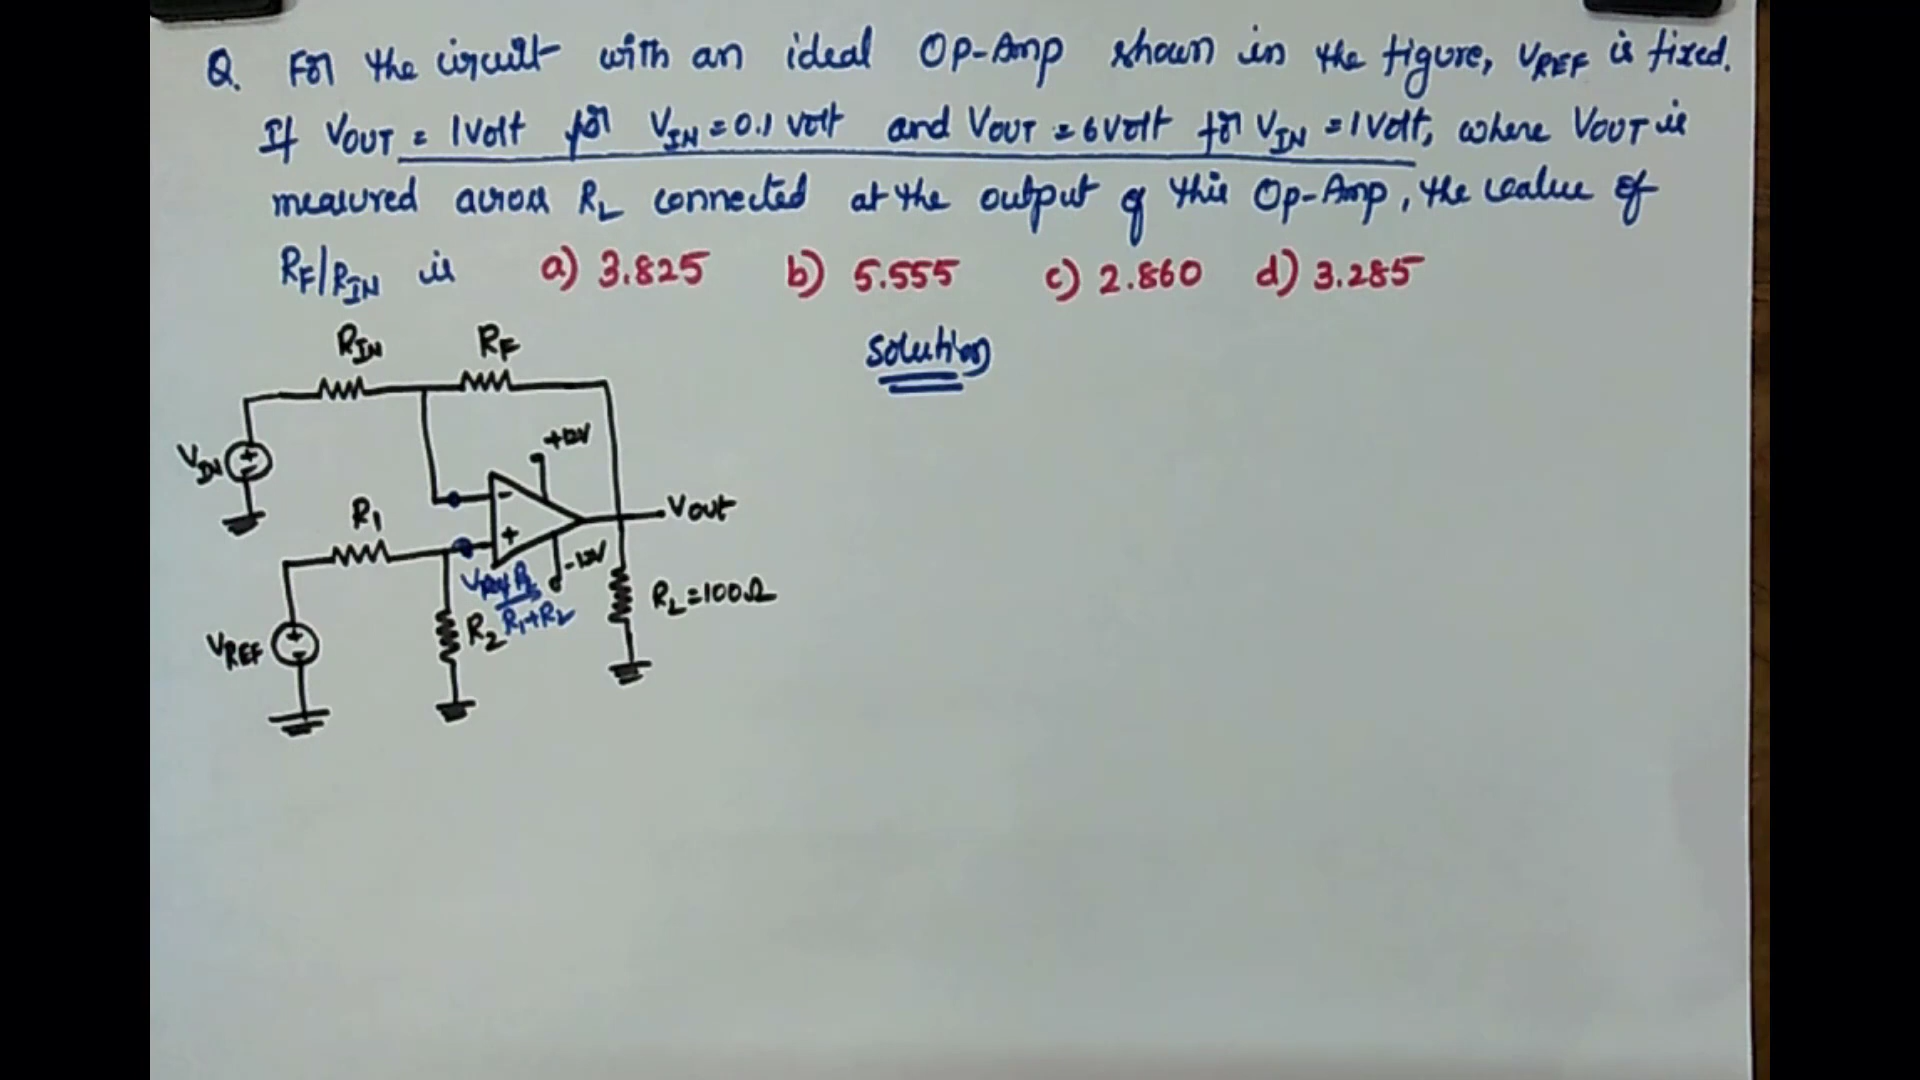 Q. For the circuit with an ideal Op-Amp shown in the figure, VREF is fixed.
If VOUT = 1Volt for VIN = 0.1 volt and VOUT = 6Volt for VIN = 1Volt, where VOUT is
measured across RL connected at the output of this Op-Amp, the value of
RF/RIN is a) 3.825 b) 5.555 c) 2.860 d) 3.285
Solution
RIN RF
+12V
VIN
- Vout
R1
+
-12V
VRef R2
R1+R2
RL=100Ω
R2
VREF